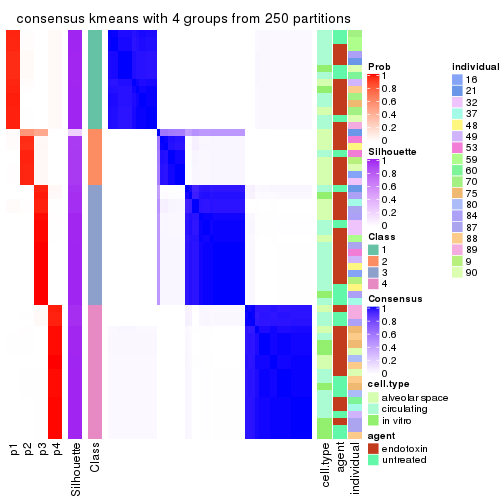 consensus kmeans with 4 groups from 250 partitions
p1
p2
p3
p4
Silhouette
Class
cell.type
agent
individual
Prob
1
0.8
0.6
0.4
0.2
0
Silhouette
1
0.8
0.6
0.4
0.2
0
Class
1
2
3
4
Consensus
1
0.8
0.6
0.4
0.2
0
cell.type
alveolar space
circulating
in vitro
agent
endotoxin
untreated
individual
16
21
32
37
48
49
53
59
60
70
75
80
84
87
88
89
9
90